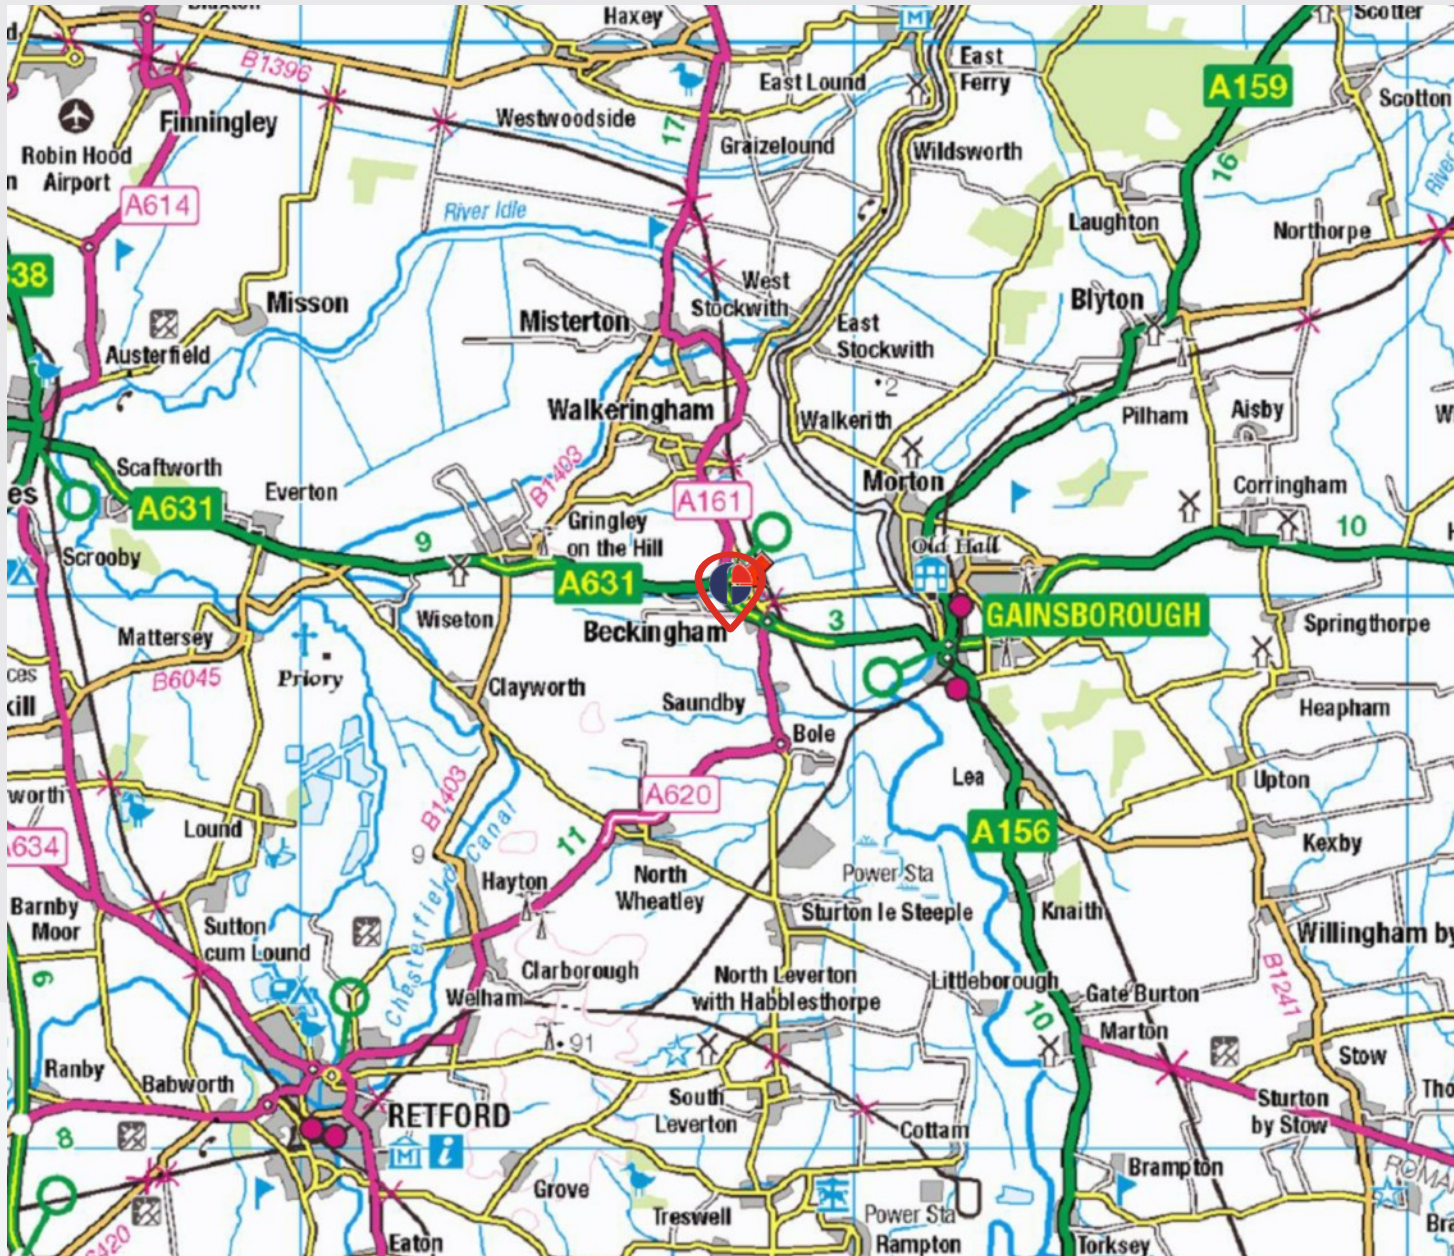 Haxey
Scotter
East
Ferry
East Lound
A159
B1396
Scotton
Finningley
Westwoodside
17
Graizelound
Wildsworth
Robin Hood
Airport
16
A614
River Idle
Laughton
Northorpe
38
Misson
West
Stockwith
Blyton
Misterton
East
Stockwith
Austerfield
2
Walkeringham
Walkerith
Pilham
Aisby
Scaftworth
B1403
Morton
Everton
A631
A161
Corringham
Gringley
on the Hill
10
9
Old Hall
Scrooby
A631
Wiseton
Beckingham
3
GAINSBOROUGH
Springthorpe
Mattersey
B6045
Priory
Clayworth
Saundby
Heapham
Bole
Lea
Upton
worth
A620
B1403
Lound
A156
Kexby
11
9
Canal
Power Sta
Hayton
North
Wheatley
Barnby
Moor
Sturton le Steeple
Knaith
Sutton
cum Lound
Willingham by
Chesterfield
Clarborough
North Leverton
with Habblesthorpe
Littleborough
B1241
Welham
Gate Burton
10
Marton
91
Stow
Ranby
Babworth
South
Leverton
Sturton
by Stow
RETFORD
8
Cottam
M
i
Brampton
Grove
Treswell
Power Sta
Rampton
Eaton
Torksey